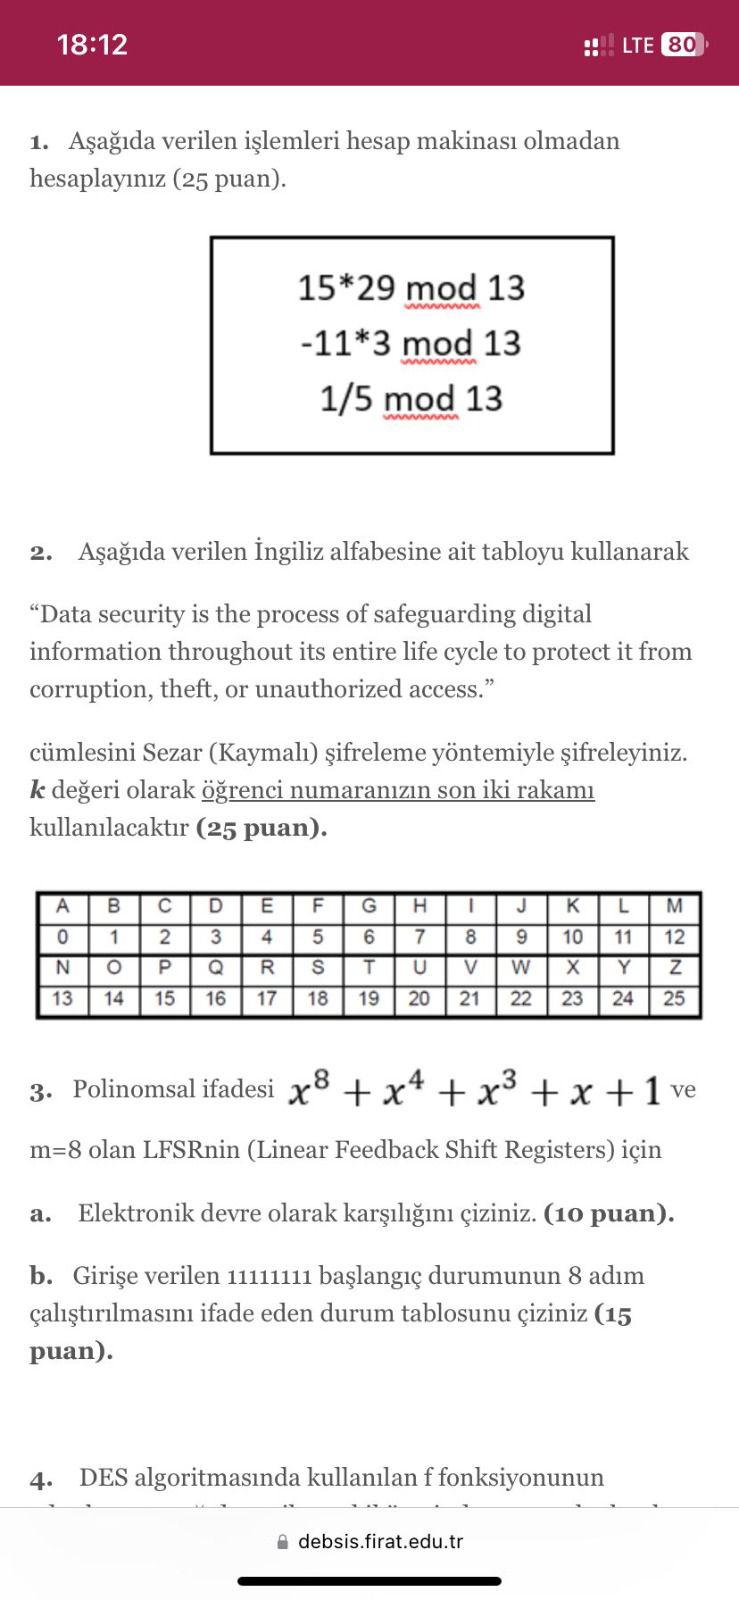 18:12
LTE 80
1. Aşağıda verilen işlemleri hesap makinası olmadan
hesaplayınız (25 puan).
15*29 mod 13
-11*3 mod 13
1/5 mod 13
2. Aşağıda verilen İngiliz alfabesine ait tabloyu kullanarak
“Data security is the process of safeguarding digital
information throughout its entire life cycle to protect it from
corruption, theft, or unauthorized access.”
cümlesini Sezar (Kaymalı) şifreleme yöntemiyle şifreleyiniz.
k değeri olarak öğrenci numaranızın son iki rakamı
kullanılacaktır (25 puan).
A B C D E F G H I J K L M
0 1 2 3 4 5 6 7 8 9 10 11 12
N O P Q R S T U V W X Y Z
13 14 15 16 17 18 19 20 21 22 23 24 25
3. Polinomsal ifadesi x⁸ + x⁴ + x³ + x + 1 ve
m=8 olan LFSRnin (Linear Feedback Shift Registers) için
a. Elektronik devre olarak karşılığını çiziniz. (10 puan).
b. Girişe verilen 11111111 başlangıç durumunun 8 adım
çalıştırılmasını ifade eden durum tablosunu çiziniz (15
puan).
4. DES algoritmasında kullanılan f fonksiyonunun
debsis.firat.edu.tr